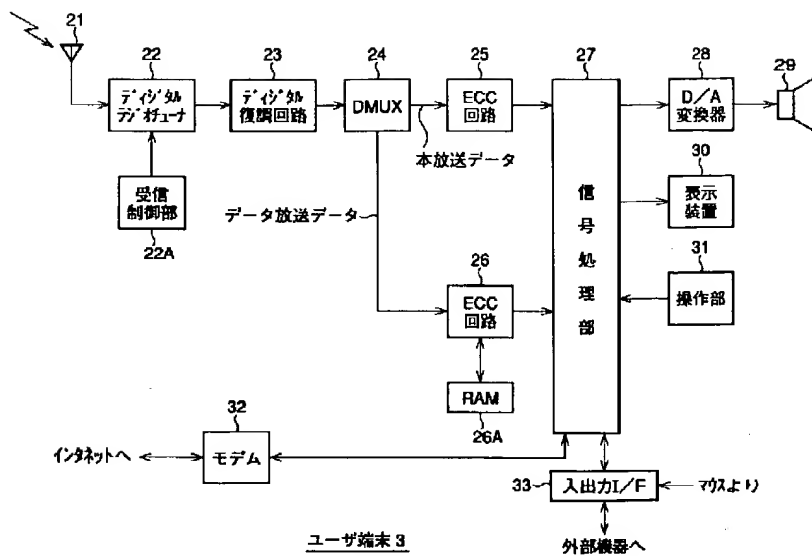 21
22
ディジタル
ラジオチューナ
23
ディジタル
復調回路
24
DMUX
25
ECC
回路
27
信号処理部
28
D/A
変換器
29
本放送データ
30
表示
装置
受信
制御部
22A
データ放送データ
26
ECC
回路
31
操作部
RAM
26A
32
モデム
インタネットへ
33
入出力I/F
マウスより
外部機器へ
ユーザ端末3